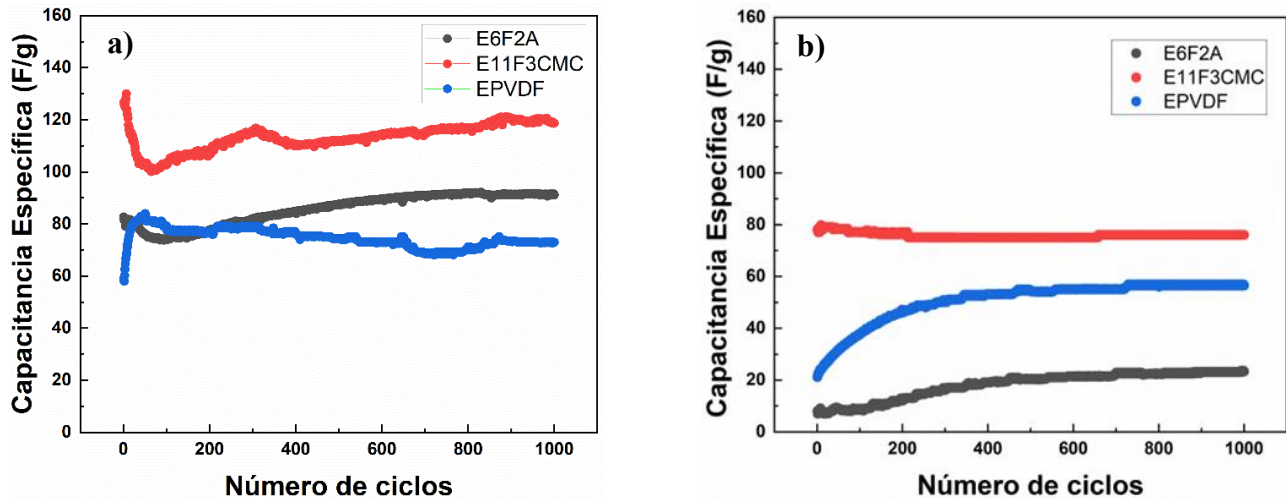 a)
E6F2A
E11F3CMC
EPVDF
Capacitancia Específica (F/g)
160
140
120
100
80
60
40
20
0
0 200 400 600 800 1000
Número de ciclos
b)
E6F2A
E11F3CMC
EPVDF
Capacitancia Específica (F/g)
160
140
120
100
80
60
40
20
0
0 200 400 600 800 1000
Número de ciclos